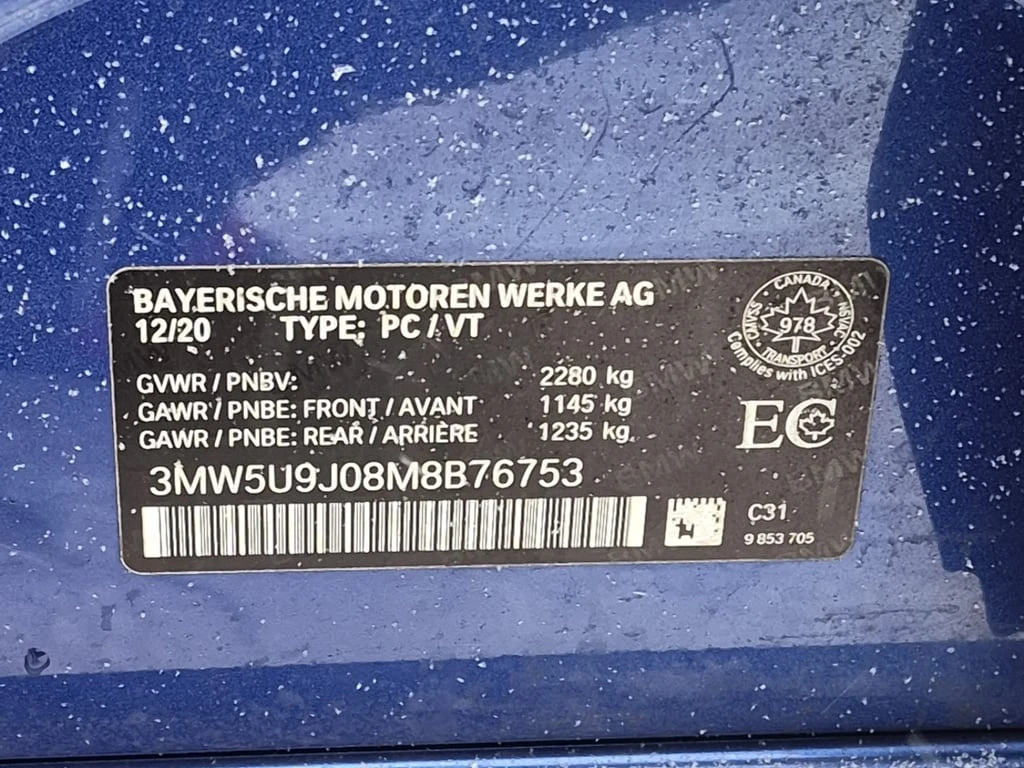 BAYERISCHE MOTOREN WERKE AG
12/20 TYPE: PC / VT
GVWR / PNBV: 2280 kg
GAWR / PNBE: FRONT / AVANT 1145 kg
GAWR / PNBE: REAR / ARRIÈRE 1235 kg
3MW5U9J08M8B76753
CANADA
CMVSS
978
NSVAC
TRANSPORT
Complies with ICES-002
EC
C31
9 853 705